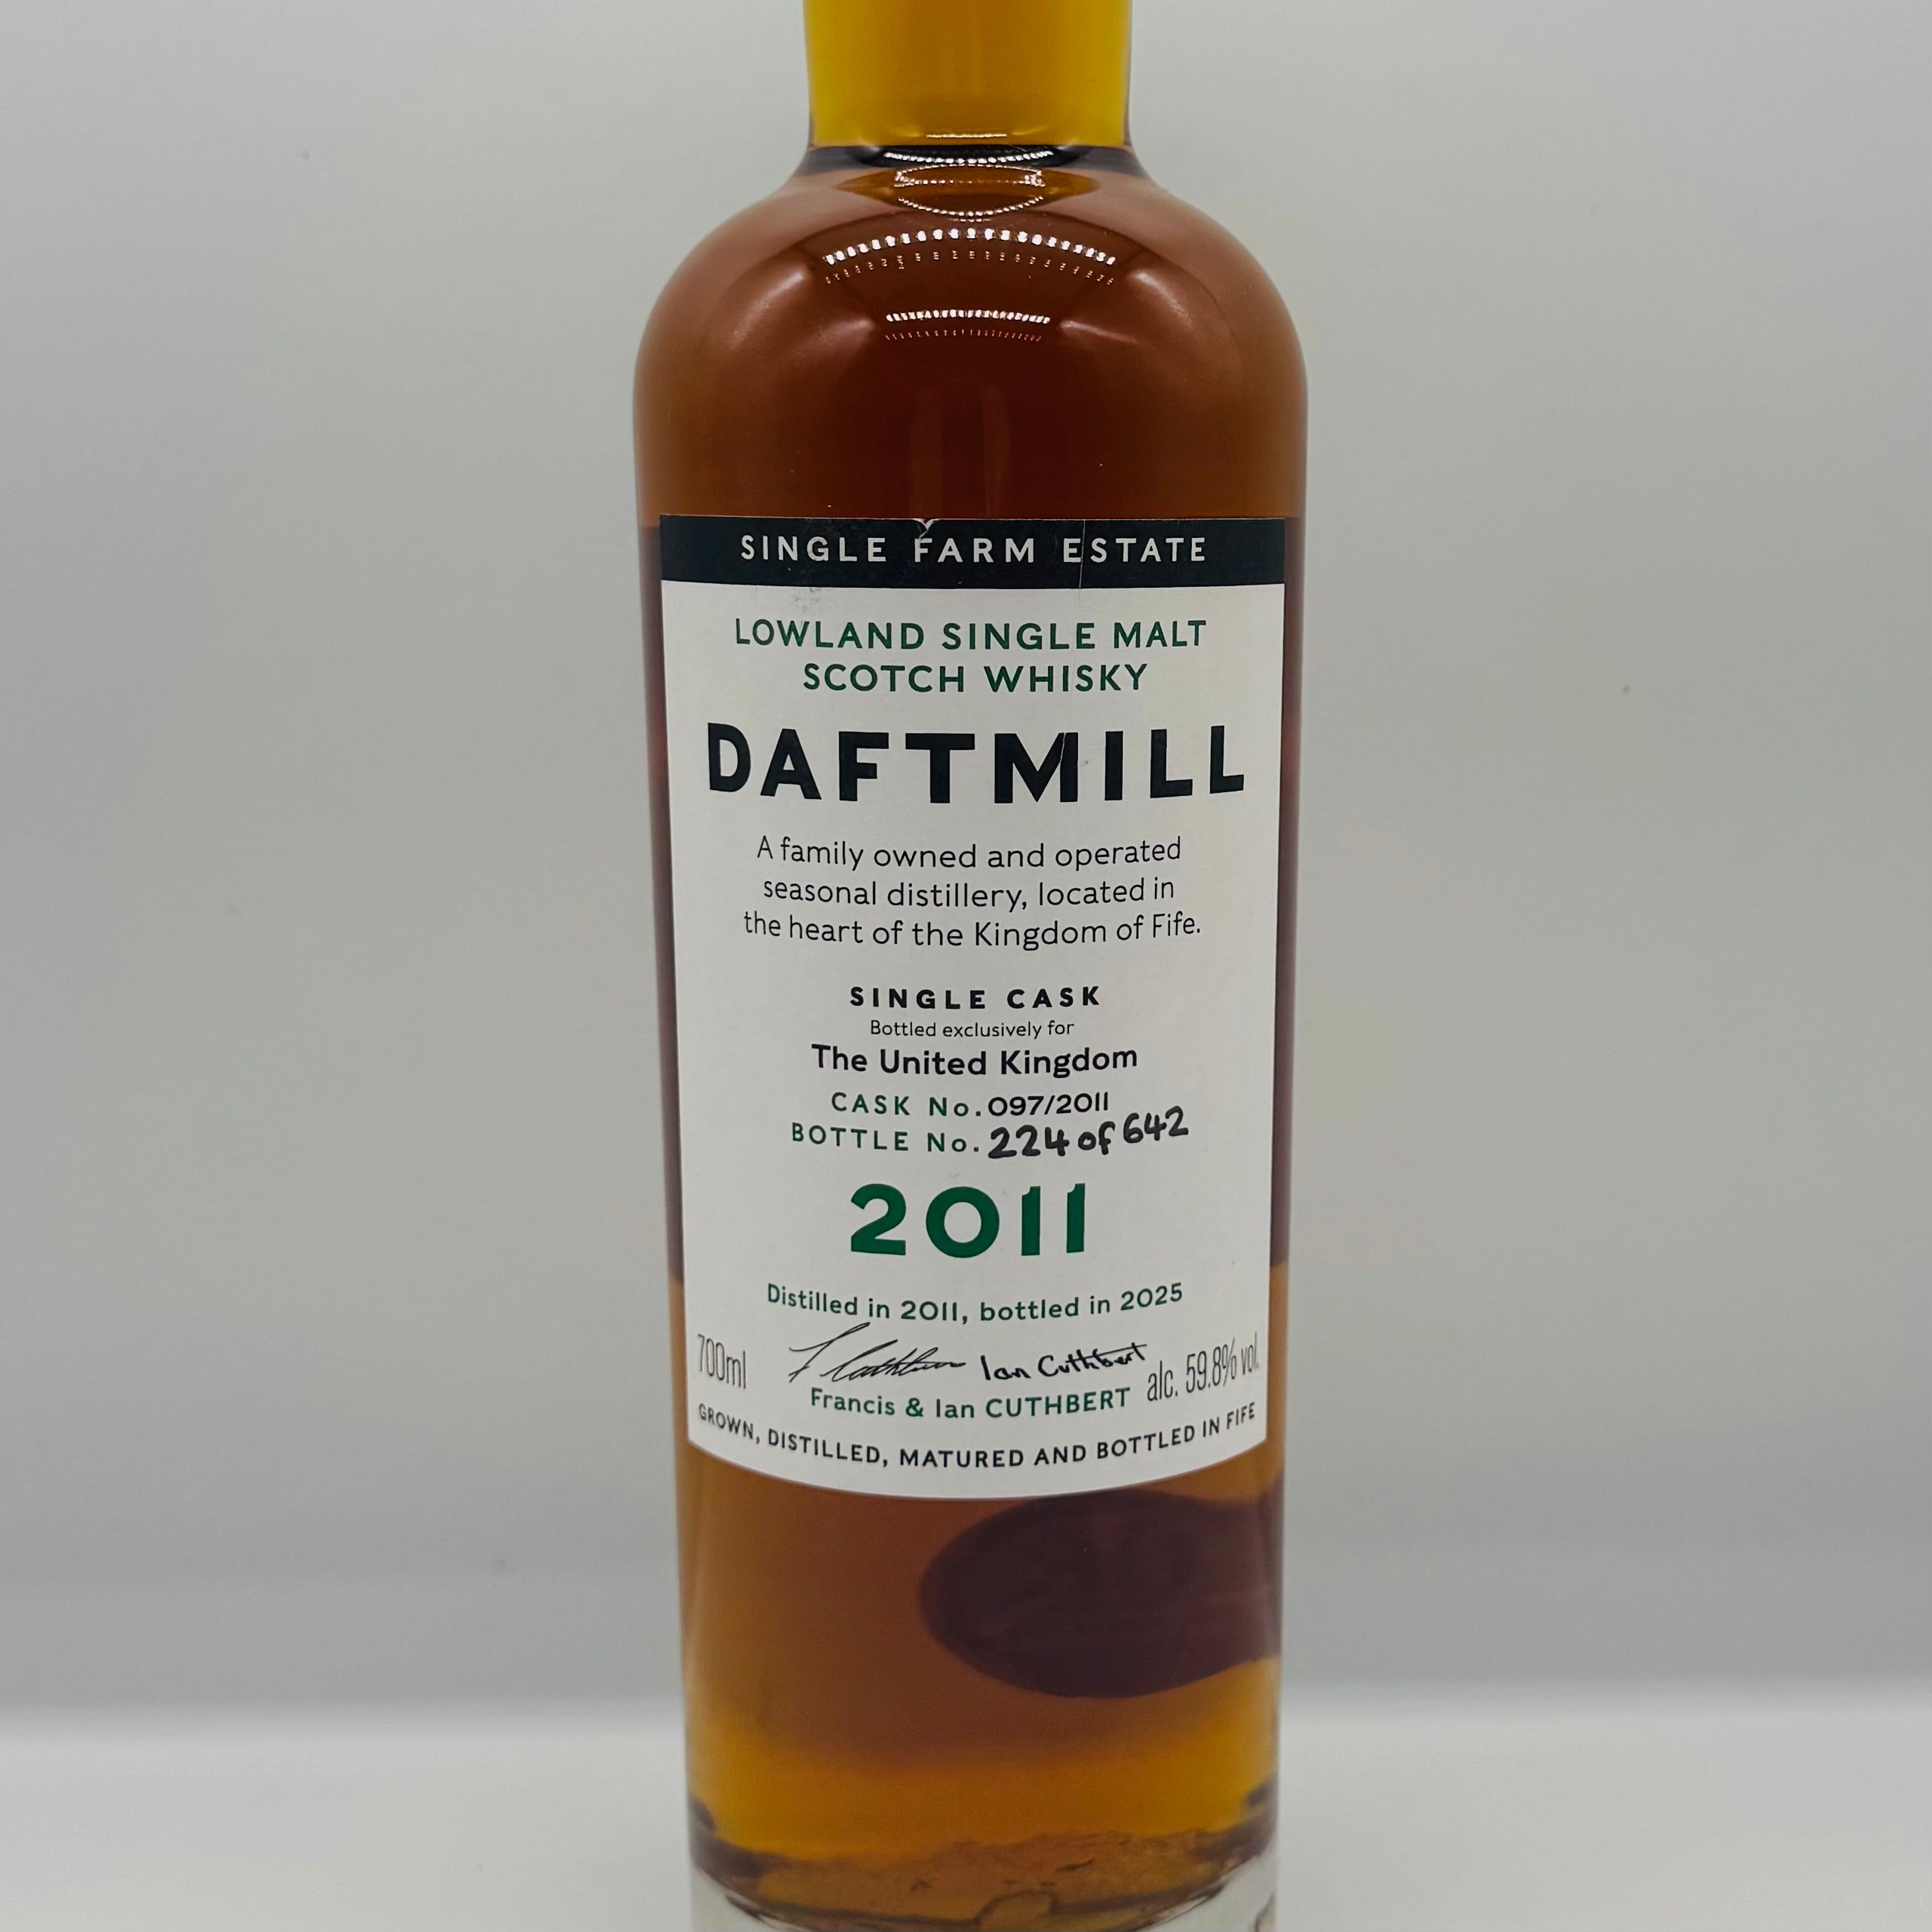 SINGLE FARM ESTATE
LOWLAND SINGLE MALT
SCOTCH WHISKY
DAFTMILL
A family owned and operated
seasonal distillery, located in
the heart of the Kingdom of Fife.
SINGLE CASK
Bottled exclusively for
The United Kingdom
CASK No. 097/2011
BOTTLE No. 224 of 642
2011
Distilled in 2011, bottled in 2025
700ml
F Cuthbert Ian Cuthbert
alc. 59.8% vol.
Francis & Ian CUTHBERT
GROWN, DISTILLED, MATURED AND BOTTLED IN FIFE